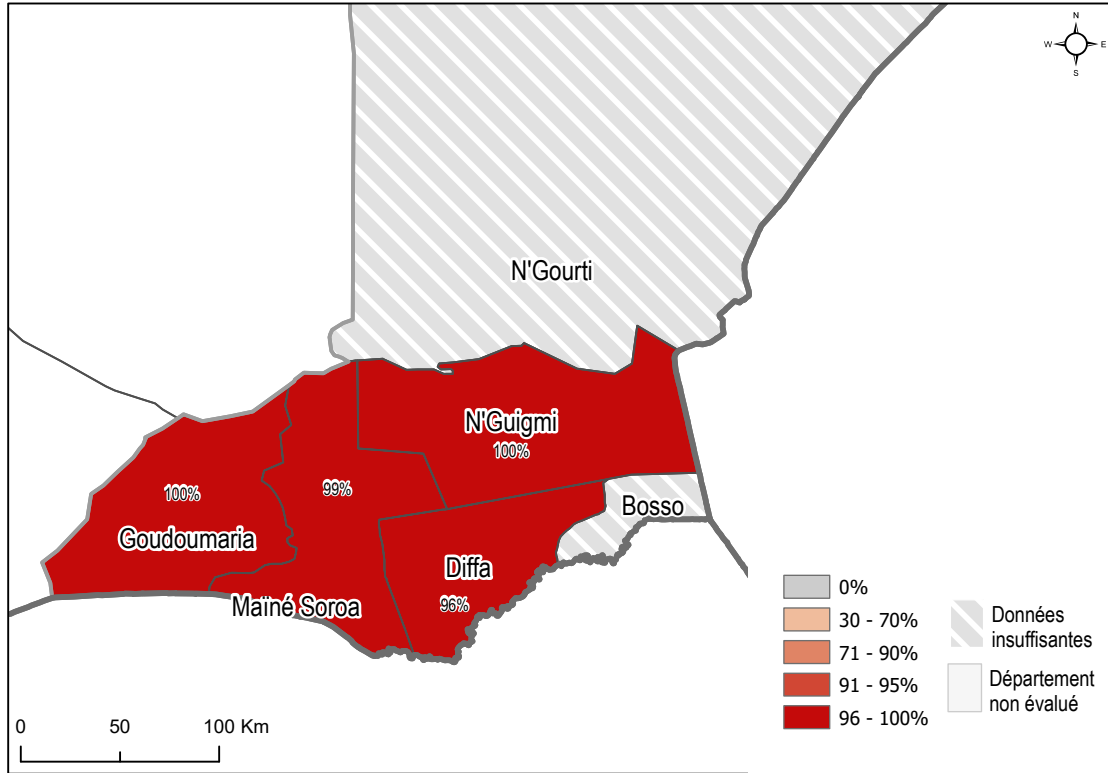 N
W E
S
N'Gourti
N'Guigmi
100%
99%
100%
Bosso
Goudoumaria
Diffa
96%
Maïné Soroa
0%
30 - 70%
71 - 90%
91 - 95%
96 - 100%
Données
insuffisantes
Département
non évalué
0 50 100 Km